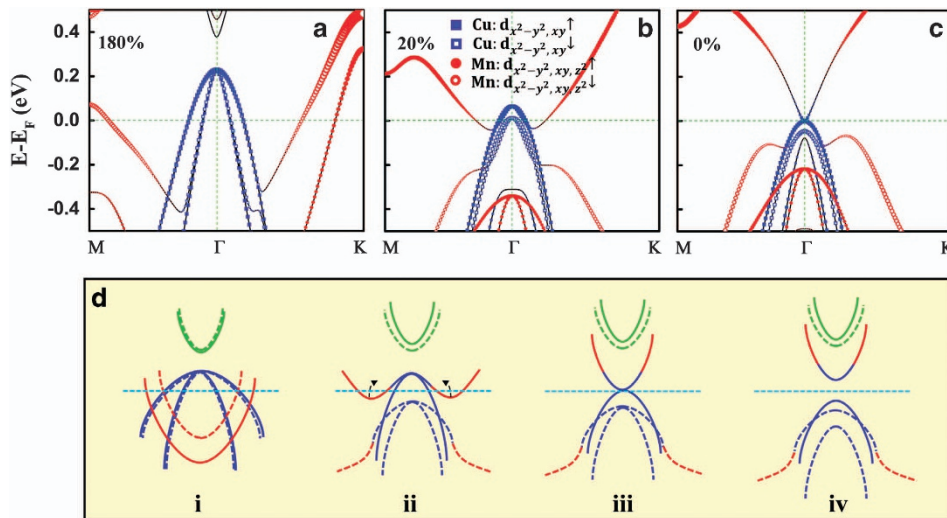 a
180%
E-E_F (eV)
0.4
0.2
0.0
-0.2
-0.4
M
Γ
K
b
20%
Cu: d_{x²−y²,xy}↑
Cu: d_{x²−y²,xy}↓
Mn: d_{x²−y²,xy,z²}↑
Mn: d_{x²−y²,xy,z²}↓
M
Γ
K
c
0%
M
Γ
K
d
i
ii
iii
iv